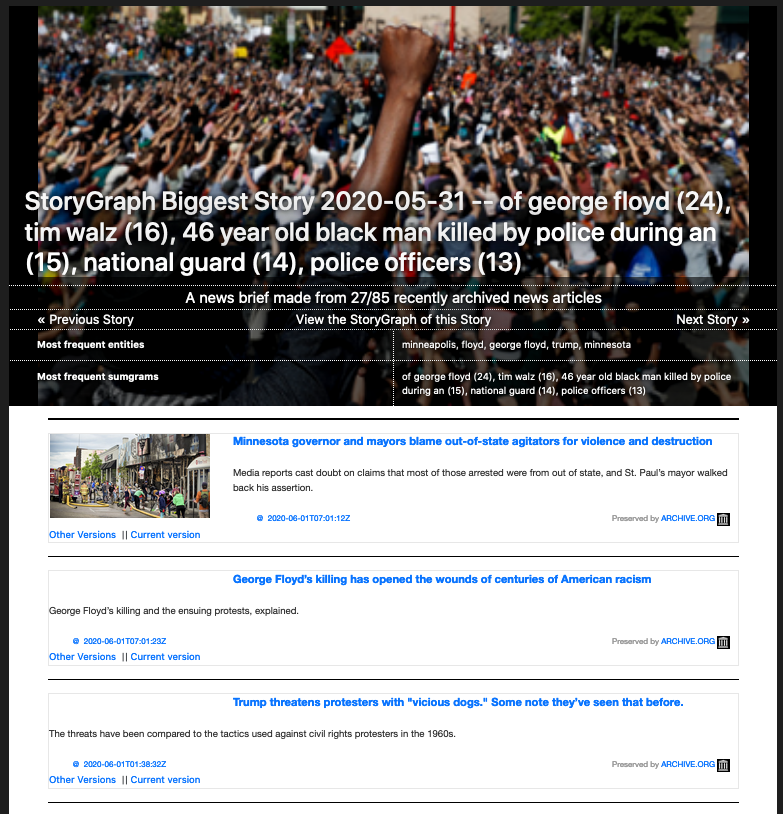 StoryGraph Biggest Story 2020-05-31 -- of george floyd (24),
tim walz (16), 46 year old black man killed by police during an
(15), national guard (14), police officers (13)
A news brief made from 27/85 recently archived news articles
« Previous Story View the StoryGraph of this Story Next Story »
Most frequent entities minneapolis, floyd, george floyd, trump, minnesota
Most frequent sumgrams of george floyd (24), tim walz (16), 46 year old black man killed by police
during an (15), national guard (14), police officers (13)
Minnesota governor and mayors blame out-of-state agitators for violence and destruction
Media reports cast doubt on claims that most of those arrested were from out of state, and St. Paul's mayor walked
back his assertion.
@ 2020-06-01T07:01:12Z Preserved by ARCHIVE.ORG
Other Versions || Current version
George Floyd's killing has opened the wounds of centuries of American racism
George Floyd's killing and the ensuing protests, explained.
@ 2020-06-01T07:01:23Z Preserved by ARCHIVE.ORG
Other Versions || Current version
Trump threatens protesters with "vicious dogs." Some note they've seen that before.
The threats have been compared to the tactics used against civil rights protesters in the 1960s.
@ 2020-06-01T01:38:32Z Preserved by ARCHIVE.ORG
Other Versions || Current version